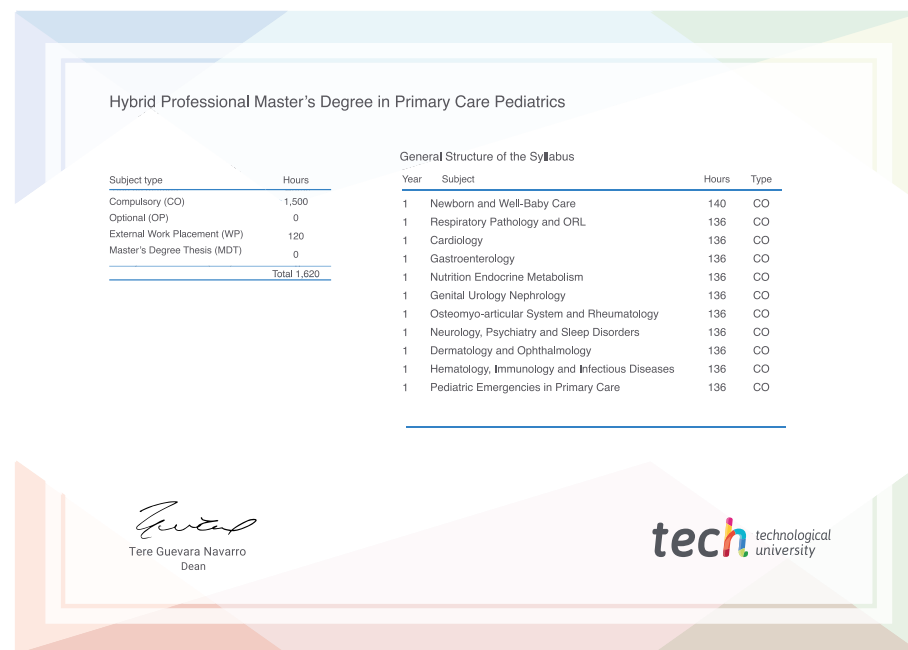 Hybrid Professional Master's Degree in Primary Care Pediatrics
Subject type Hours
Compulsory (CO) 1,500
Optional (OP) 0
External Work Placement (WP) 120
Master's Degree Thesis (MDT) 0
Total 1,620
General Structure of the Syllabus
Year Subject Hours Type
1 Newborn and Well-Baby Care 140 CO
1 Respiratory Pathology and ORL 136 CO
1 Cardiology 136 CO
1 Gastroenterology 136 CO
1 Nutrition Endocrine Metabolism 136 CO
1 Genital Urology Nephrology 136 CO
1 Osteomyo-articular System and Rheumatology 136 CO
1 Neurology, Psychiatry and Sleep Disorders 136 CO
1 Dermatology and Ophthalmology 136 CO
1 Hematology, Immunology and Infectious Diseases 136 CO
1 Pediatric Emergencies in Primary Care 136 CO
Tere Guevara Navarro
Dean
tech technological
university